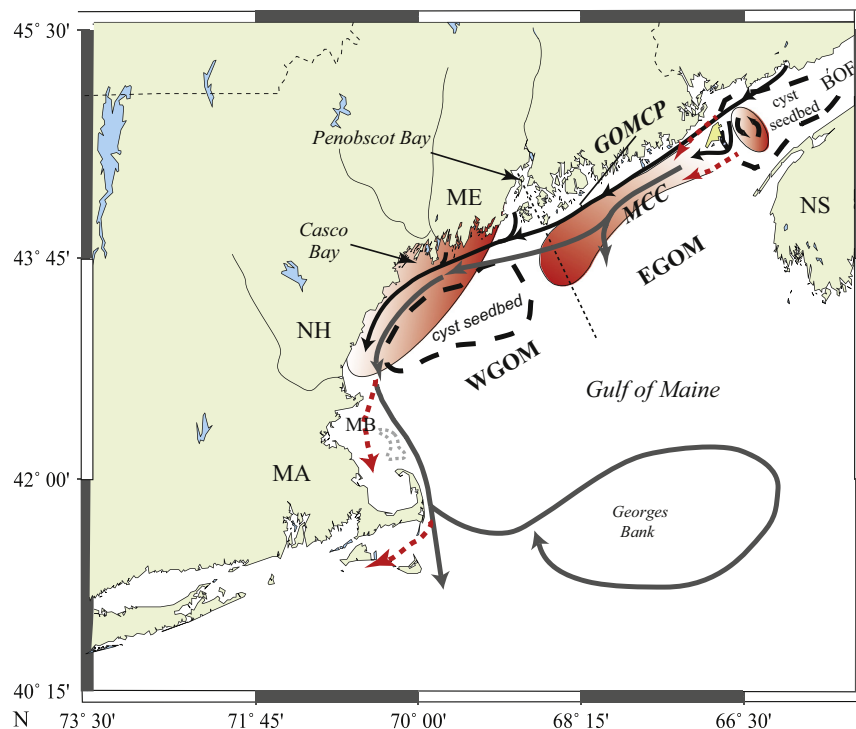 45° 30'
BOF
cyst
seedbed
GOMCP
Penobscot Bay
ME
MCC
NS
Casco
Bay
43° 45'
EGOM
cyst seedbed
NH
WGOM
Gulf of Maine
MB
MA
42° 00'
Georges
Bank
40° 15'
N
73° 30'
71° 45'
70° 00'
68° 15'
66° 30'